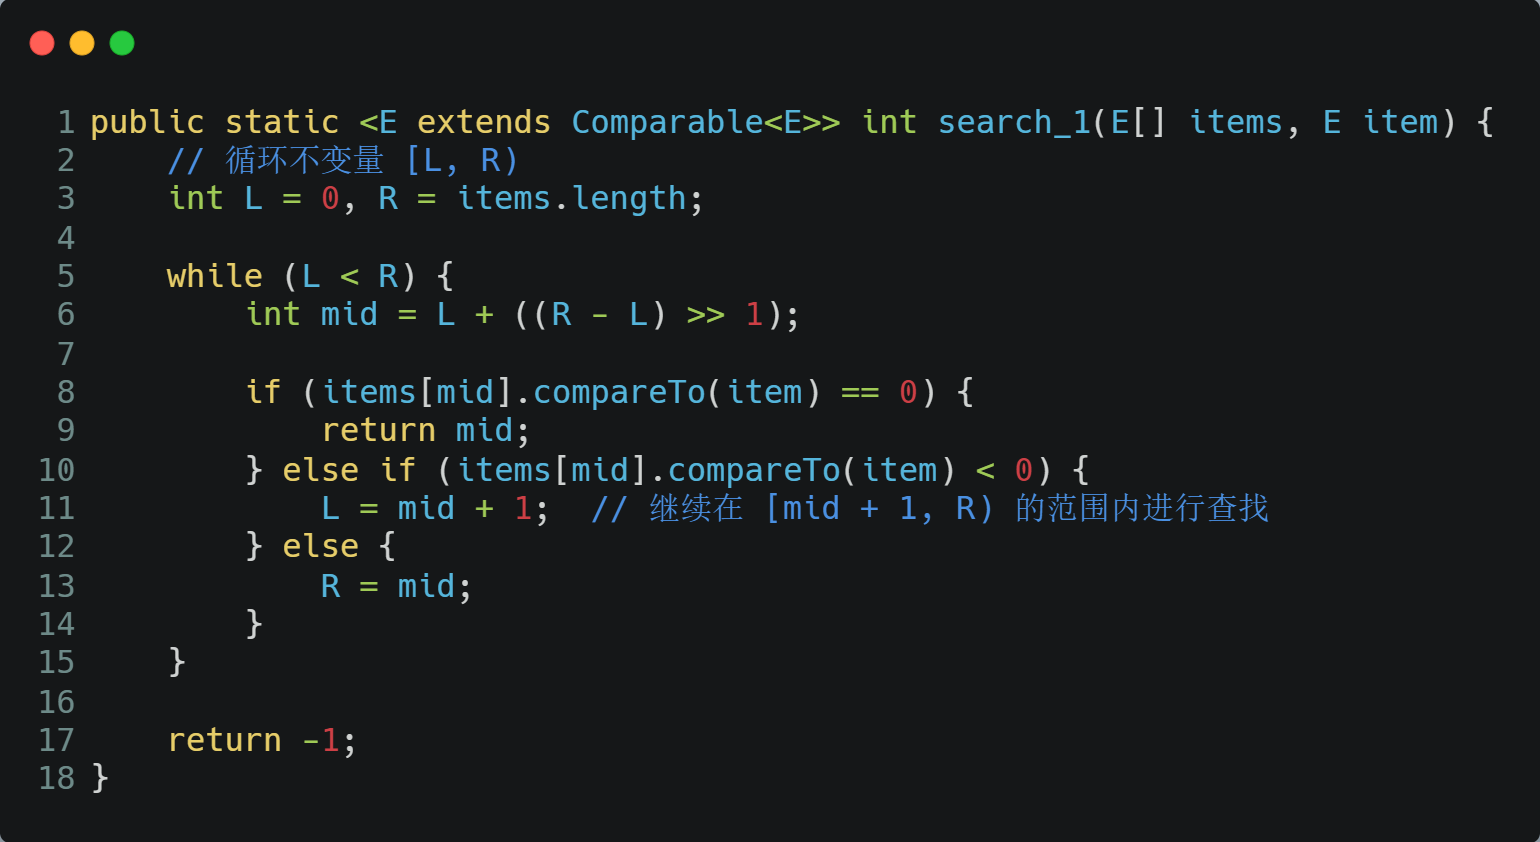 1 public static <E extends Comparable<E>> int search_1(E[] items, E item) {
2     // 循环不变量 [L, R)
3     int L = 0, R = items.length;
4
5     while (L < R) {
6         int mid = L + ((R - L) >> 1);
7
8         if (items[mid].compareTo(item) == 0) {
9             return mid;
10         } else if (items[mid].compareTo(item) < 0) {
11             L = mid + 1;  // 继续在 [mid + 1, R) 的范围内进行查找
12         } else {
13             R = mid;
14         }
15     }
16
17     return -1;
18 }